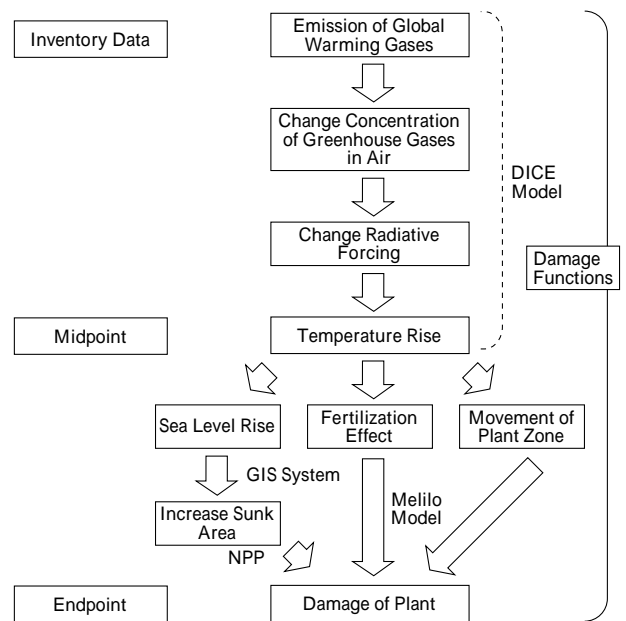 Inventory Data
Emission of Global
Warming Gases
Change Concentration
of Greenhouse Gases
in Air
DICE
Model
Change Radiative
Forcing
Damage
Functions
Midpoint
Temperature Rise
Sea Level Rise
Fertilization
Effect
Movement of
Plant Zone
GIS System
Melilo
Model
Increase Sunk
Area
NPP
Endpoint
Damage of Plant